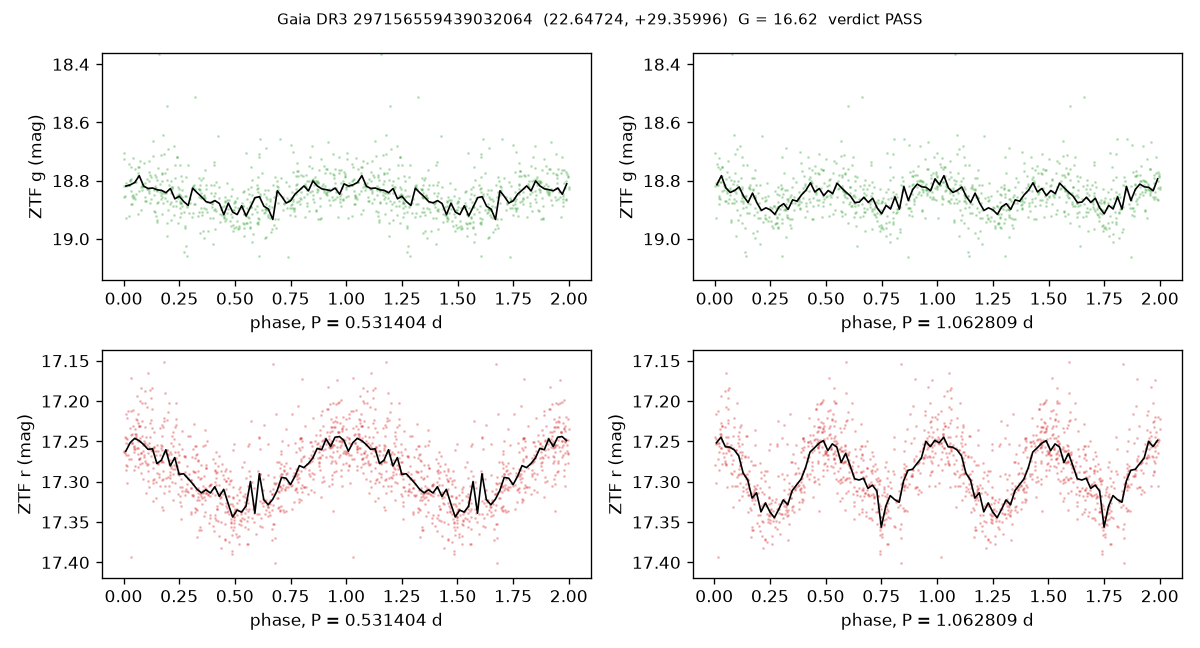 Gaia DR3 297156559439032064 (22.64724, +29.35996) G = 16.62 verdict PASS
ZTF g (mag)
18.4
18.6
18.8
19.0
0.00 0.25 0.50 0.75 1.00 1.25 1.50 1.75 2.00
phase, P = 0.531404 d
ZTF g (mag)
18.4
18.6
18.8
19.0
0.00 0.25 0.50 0.75 1.00 1.25 1.50 1.75 2.00
phase, P = 1.062809 d
ZTF r (mag)
17.15
17.20
17.25
17.30
17.35
17.40
0.00 0.25 0.50 0.75 1.00 1.25 1.50 1.75 2.00
phase, P = 0.531404 d
ZTF r (mag)
17.15
17.20
17.25
17.30
17.35
17.40
0.00 0.25 0.50 0.75 1.00 1.25 1.50 1.75 2.00
phase, P = 1.062809 d